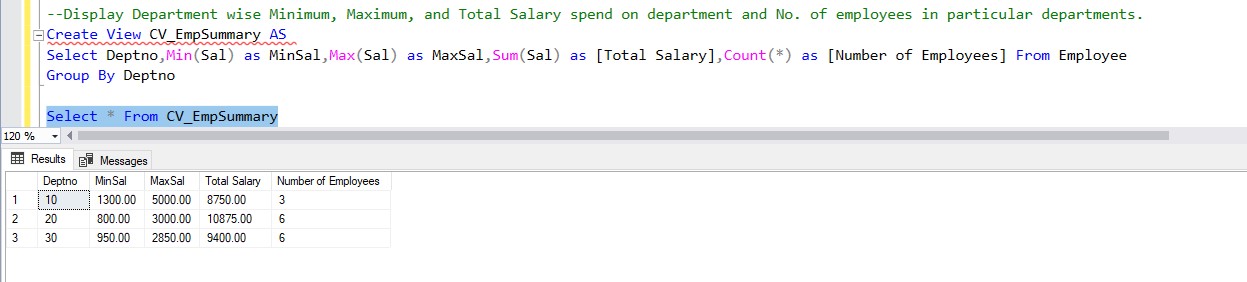 --Display Department wise Minimum, Maximum, and Total Salary spend on department and No. of employees in particular departments.
Create View CV_EmpSummary AS
Select Deptno,Min(Sal) as MinSal,Max(Sal) as MaxSal,Sum(Sal) as [Total Salary],Count(*) as [Number of Employees] From Employee
Group By Deptno
Select * From CV_EmpSummary
120 %
Results Messages
Deptno MinSal MaxSal Total Salary Number of Employees
1 10 1300.00 5000.00 8750.00 3
2 20 800.00 3000.00 10875.00 6
3 30 950.00 2850.00 9400.00 6